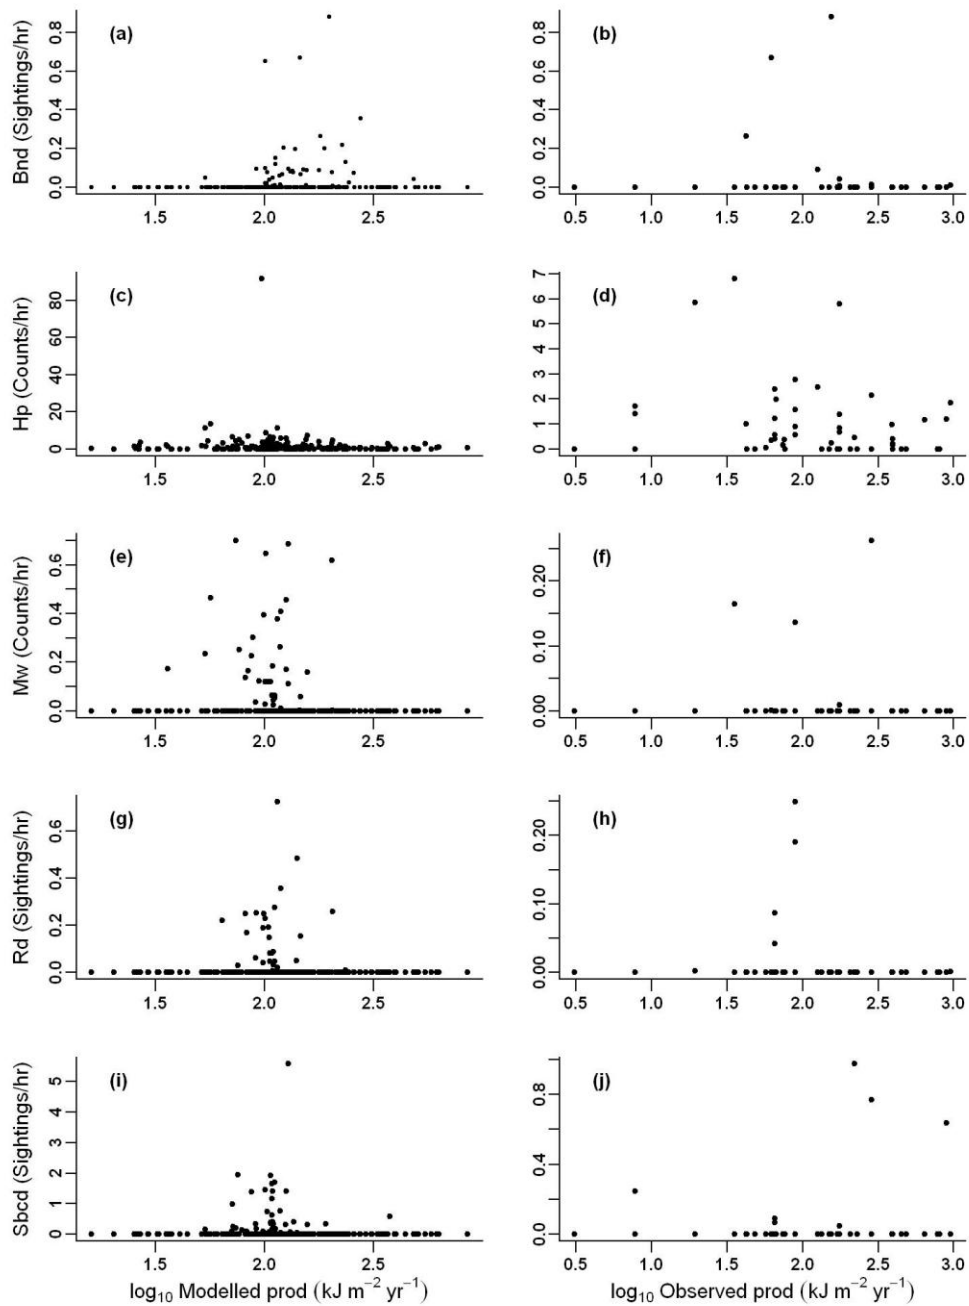 (a)
Bnd (Sightings/hr)
0.0 0.2 0.4 0.6 0.8
1.5 2.0 2.5
(b)
0.0 0.2 0.4 0.6 0.8
0.5 1.0 1.5 2.0 2.5 3.0
(c)
Hp (Counts/hr)
0 20 40 60 80
1.5 2.0 2.5
(d)
0 1 2 3 4 5 6 7
0.5 1.0 1.5 2.0 2.5 3.0
(e)
Mw (Counts/hr)
0.0 0.2 0.4 0.6
1.5 2.0 2.5
(f)
0.00 0.10 0.20
0.5 1.0 1.5 2.0 2.5 3.0
(g)
Rd (Sightings/hr)
0.0 0.2 0.4 0.6
1.5 2.0 2.5
(h)
0.00 0.10 0.20
0.5 1.0 1.5 2.0 2.5 3.0
(i)
Sbcd (Sightings/hr)
0 1 2 3 4 5
1.5 2.0 2.5
log₁₀ Modelled prod (kJ m⁻² yr⁻¹)
(j)
0.0 0.4 0.8
0.5 1.0 1.5 2.0 2.5 3.0
log₁₀ Observed prod (kJ m⁻² yr⁻¹)